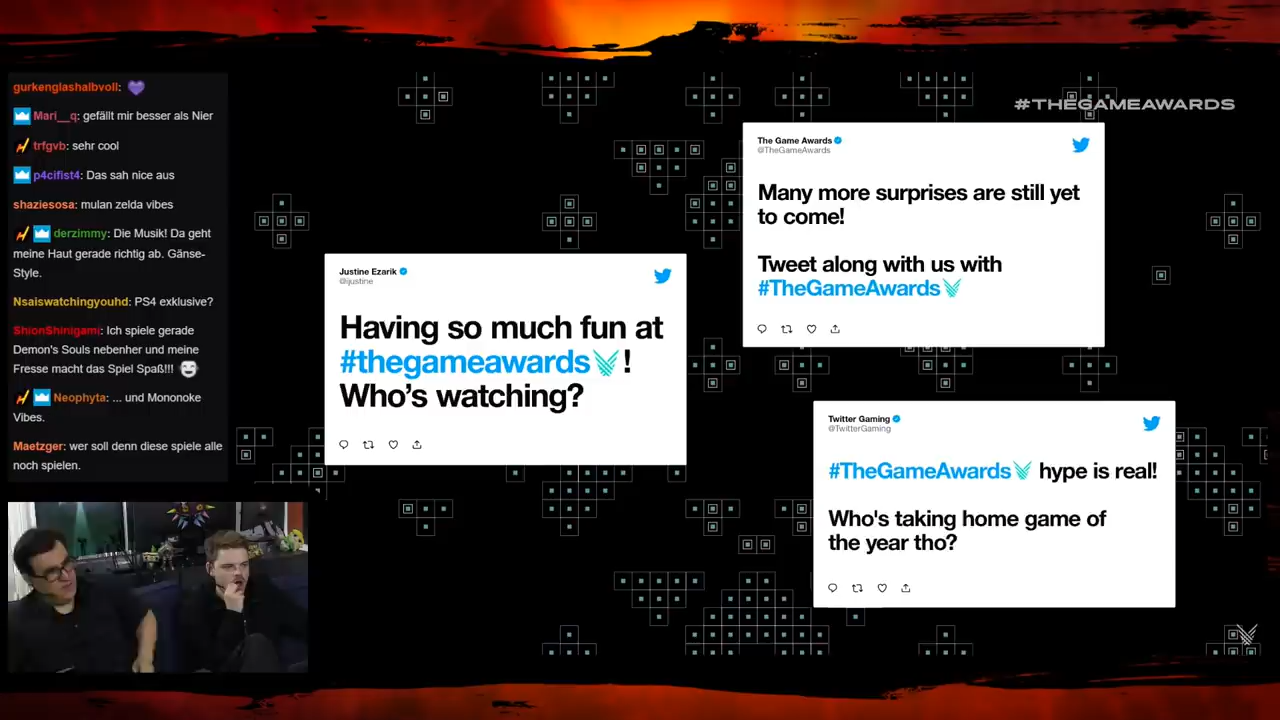 gurkenglashalbvoll:
Mari__q: gefällt mir besser als Nier
trfgvb: sehr cool
p4cifist4: Das sah nice aus
shaziesosa: mulan zelda vibes
derzimmy: Die Musik! Da geht
meine Haut gerade richtig ab. Gänse-
Style.
Nsaiswatchingyouhd: PS4 exklusive?
ShionShinigami: Ich spiele gerade
Demon's Souls nebenher und meine
Fresse macht das Spiel Spaß!!!
Neophyta: ... und Mononoke
Vibes.
Maetzger: wer soll denn diese spiele alle
noch spielen.
#THEGAMEAWARDS
The Game Awards
@TheGameAwards
Many more surprises are still yet
to come!
Tweet along with us with
#TheGameAwards
Justine Ezarik
@ijustine
Having so much fun at
#thegameawards !
Who’s watching?
Twitter Gaming
@TwitterGaming
#TheGameAwards hype is real!
Who's taking home game of
the year tho?